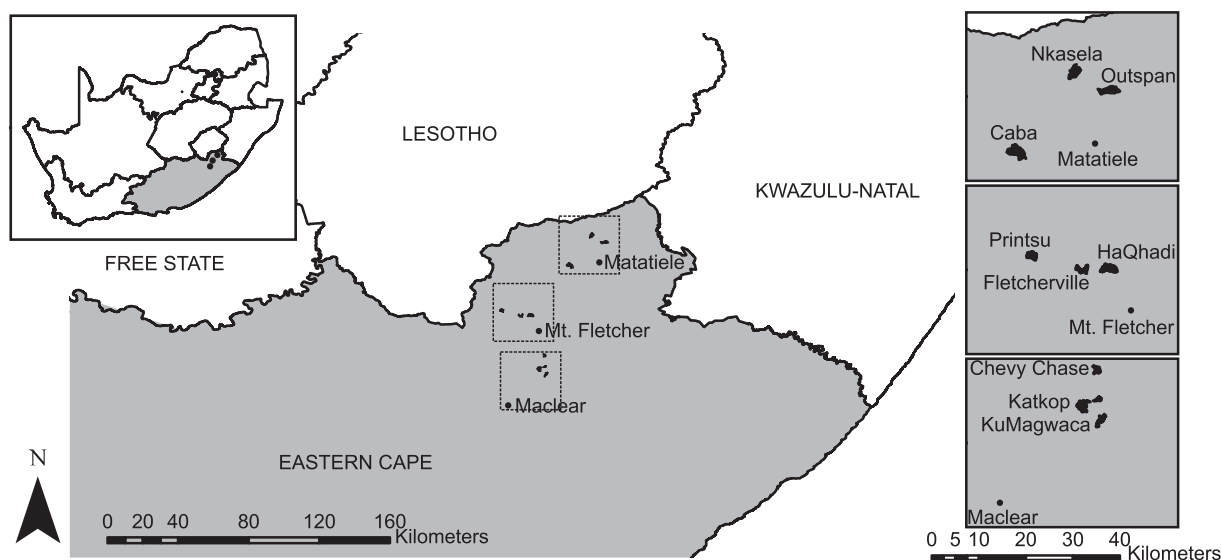 LESOTHO
KWAZULU-NATAL
FREE STATE
Matatiele
Mt. Fletcher
Maclear
EASTERN CAPE
N
0 20 40 80 120 160
Kilometers
Nkasela
Outspan
Caba
Matatiele
Printsu
HaQhadi
Fletcherville
Mt. Fletcher
Chevy Chase
Katkop
KuMagwaca
Maclear
0 5 10 20 30 40
Kilometers